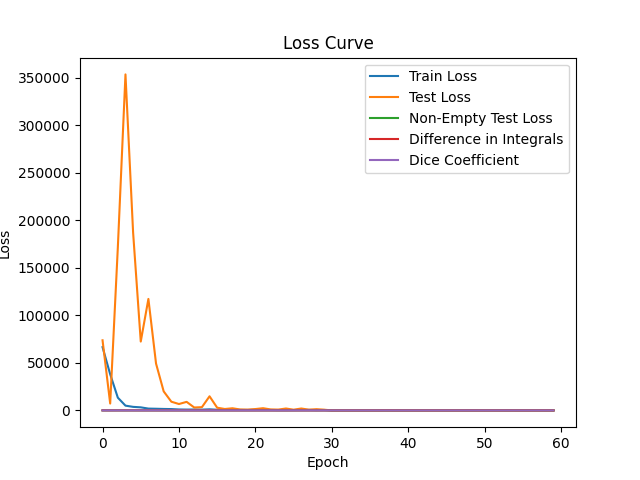 Loss Curve
350000
300000
250000
200000
150000
100000
50000
0
Loss
Train Loss
Test Loss
Non-Empty Test Loss
Difference in Integrals
Dice Coefficient
0 10 20 30 40 50 60
Epoch